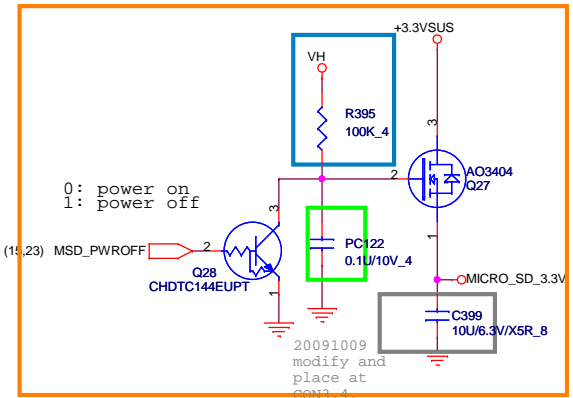 +3.3VSUS
VH
R395
100K_4
3
2
AO3404
Q27
0: power on
1: power off
3
1
(15,23) MSD_PWROFF
2
PC122
0.1U/10V_4
Q28
CHDTC144EUPT
1
MICRO_SD_3.3V
C399
10U/6.3V/X5R_8
20091009
modify and
place at
CON3.4.